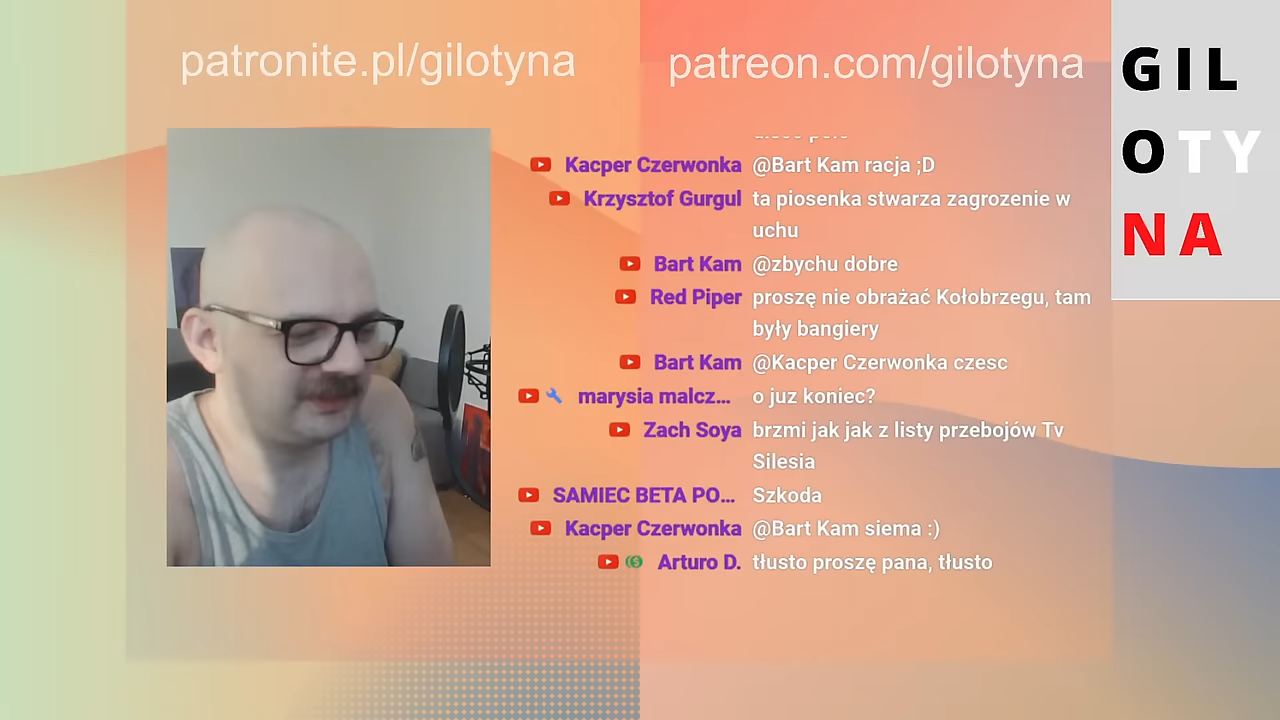 patronite.pl/gilotyna
patreon.com/gilotyna
GIL
OTY
NA
Kacper Czerwonka @Bart Kam racja ;D
Krzysztof Gurgul ta piosenka stwarza zagrozenie w
uchu
Bart Kam @zbychu dobre
Red Piper proszę nie obrażać Kołobrzegu, tam
były bangiery
Bart Kam @Kacper Czerwonka czesc
marysia malcz... o juz koniec?
Zach Soya brzmi jak jak z listy przebojów Tv
Silesia
SAMIEC BETA PO... Szkoda
Kacper Czerwonka @Bart Kam siema :)
Arturo D. tłusto proszę pana, tłusto